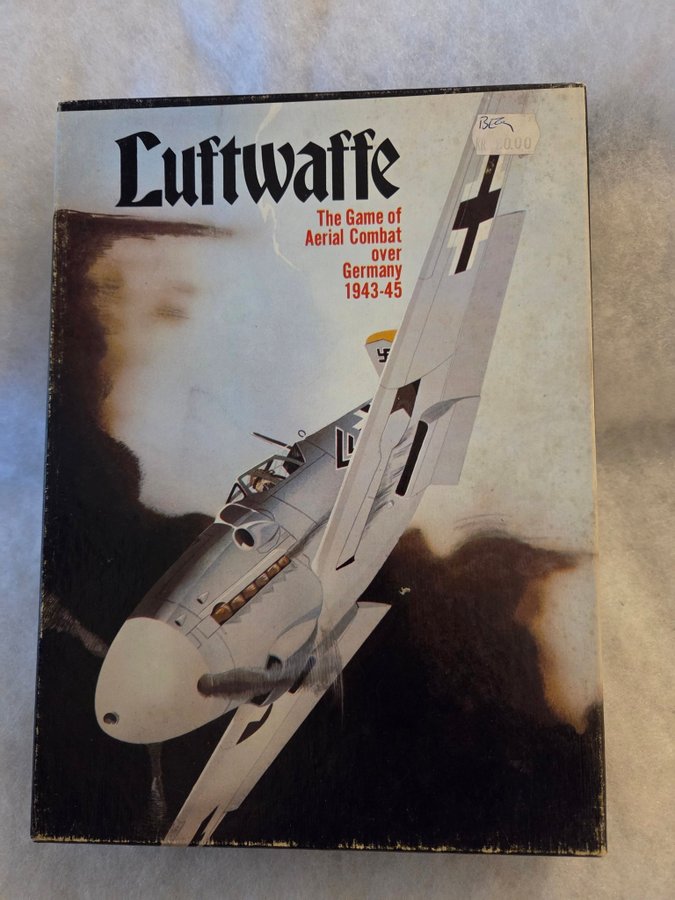 Luftwaffe
The Game of
Aerial Combat
over
Germany
1943-45